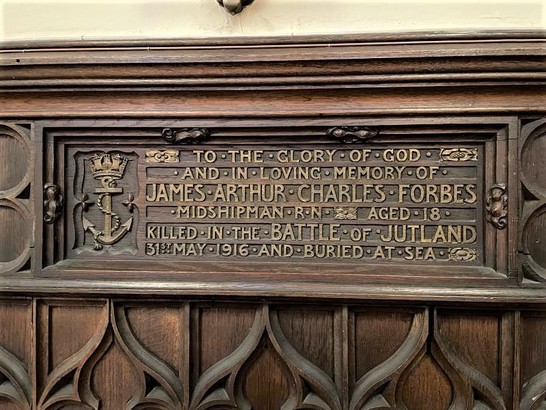 TO · THE · GLORY · OF · GOD ·
· AND · IN · LOVING · MEMORY · OF
JAMES · ARTHUR · CHARLES · FORBES
· MIDSHIPMAN · R · N · AGED · 18 ·
KILLED · IN · THE · BATTLE · OF · JUTLAND
31ST MAY · 1916 · AND · BURIED · AT · SEA ·